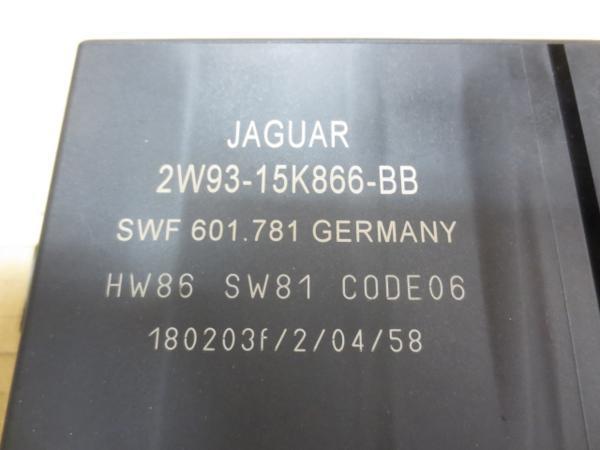 JAGUAR
2W93-15K866-BB
SWF 601.781 GERMANY
HW86 SW81 CODE06
180203f/2/04/58